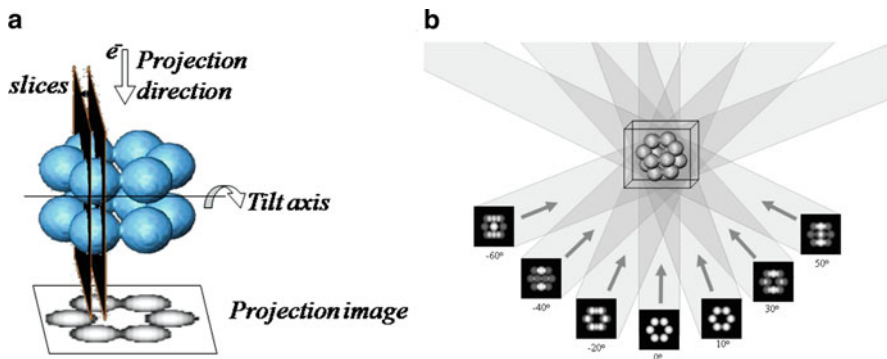 a
e-
Projection
direction
slices
Tilt axis
Projection image
b
-60°
-40°
-20°
0°
10°
30°
50°